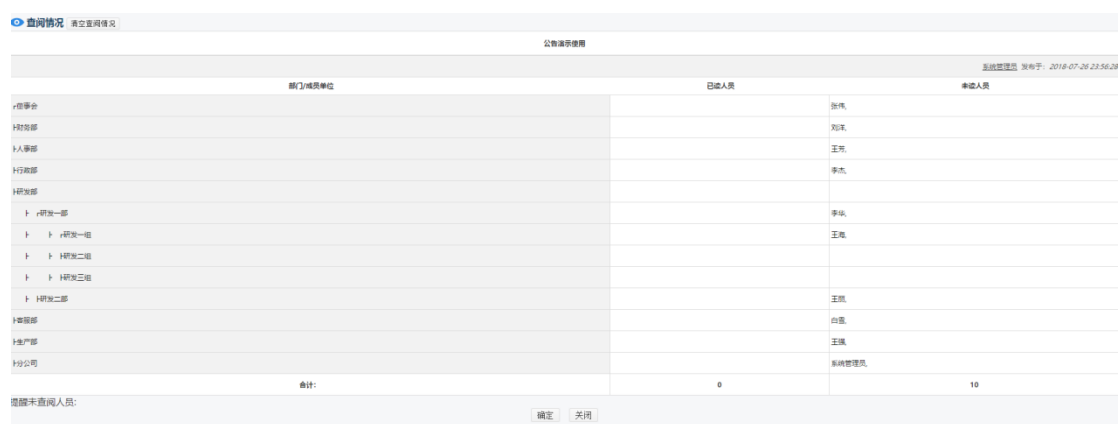 查阅情况 清空查阅情况
公告演示使用
系统管理员 发布于: 2018-07-26 23:56:28
部门/成员单位 已读人员 未读人员
┌理事会 张伟,
├财务部 刘洋,
├人事部 王芳,
├行政部 李杰,
├研发部
├ ┌研发一部 李华,
├ ├ ┌研发一组 王海,
├ ├ ├研发二组
├ ├ ├研发三组
├ ├研发二部 王丽,
├客服部 白雪,
├生产部 王强,
├分公司 系统管理员,
合计: 0 10
提醒未查阅人员:
确定 关闭